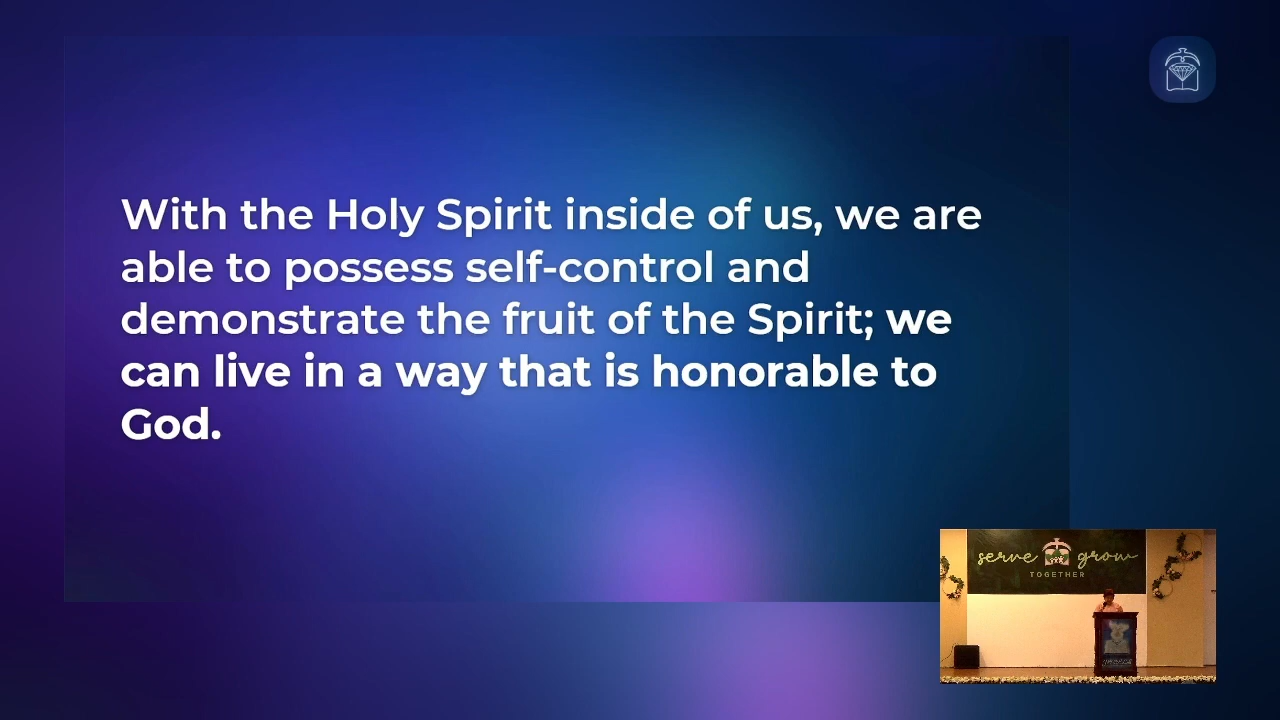 With the Holy Spirit inside of us, we are
able to possess self-control and
demonstrate the fruit of the Spirit; we
can live in a way that is honorable to
God.
serve grow
TOGETHER